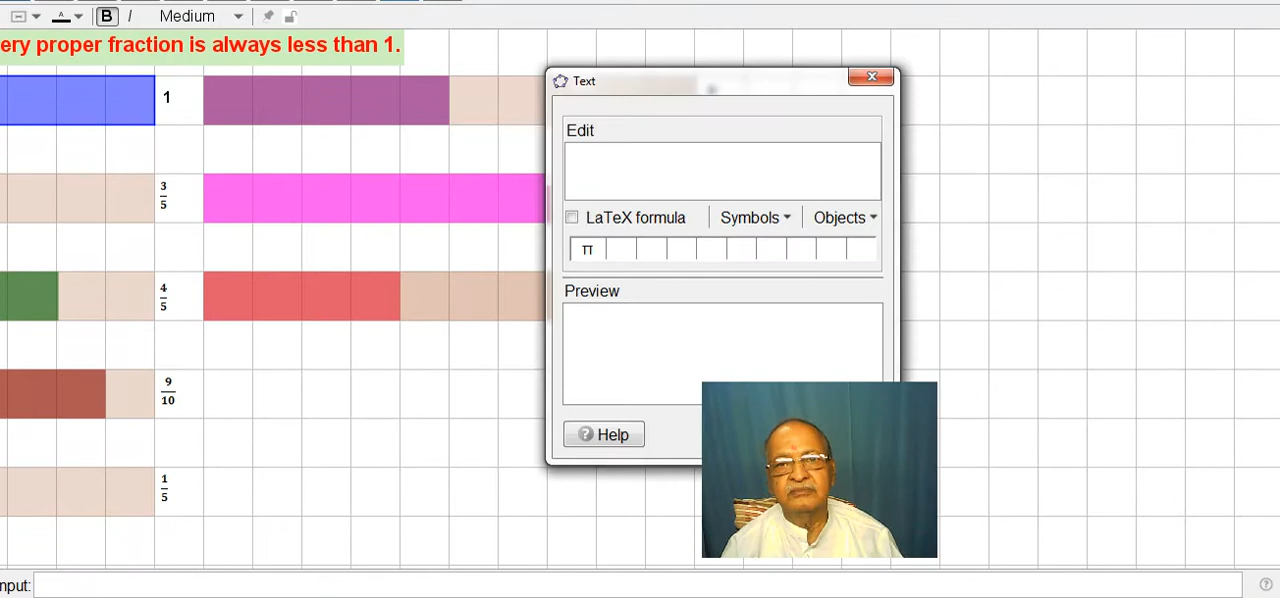 B I Medium
ery proper fraction is always less than 1.
1
3
5
4
5
9
10
1
5
Text
Edit
LaTeX formula Symbols Objects
π
Preview
Help
nput: